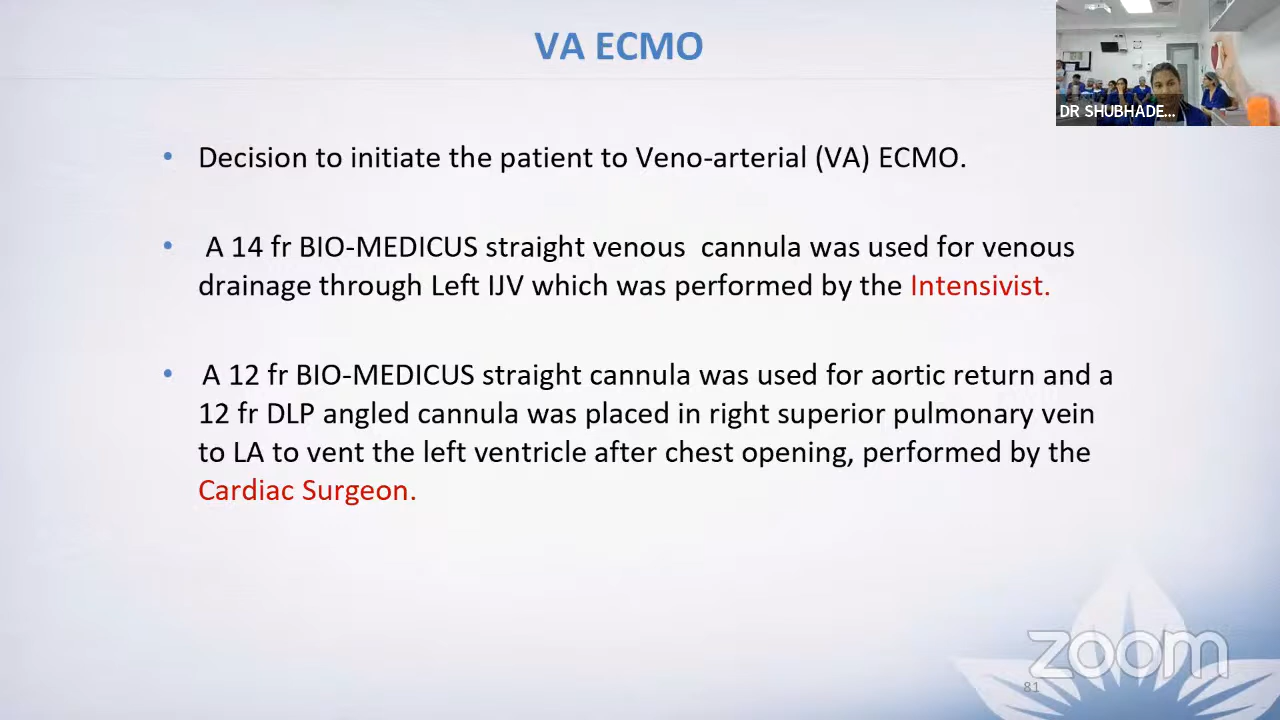 VA ECMO
DR SHUBHADE...
• Decision to initiate the patient to Veno-arterial (VA) ECMO.
• A 14 fr BIO-MEDICUS straight venous cannula was used for venous
drainage through Left IJV which was performed by the Intensivist.
• A 12 fr BIO-MEDICUS straight cannula was used for aortic return and a
12 fr DLP angled cannula was placed in right superior pulmonary vein
to LA to vent the left ventricle after chest opening, performed by the
Cardiac Surgeon.
zoom
81